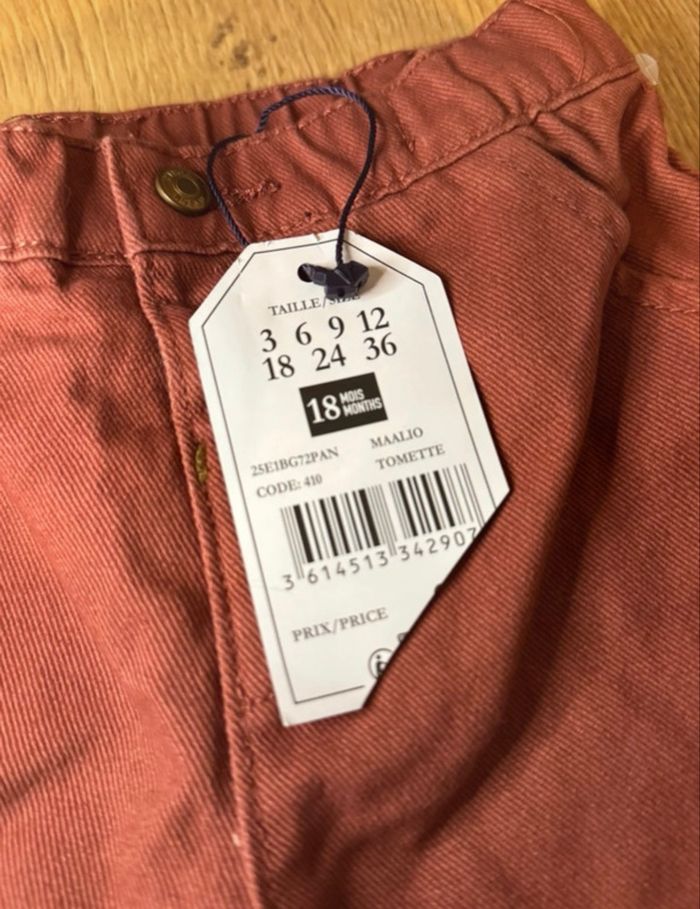 TAILLE/SIZE
3 6 9 12
18 24 36
18 MOIS MONTHS
25E1BG72PAN MAALIO
CODE: 410 TOMETTE
3 614513 342907
PRIX/PRICE